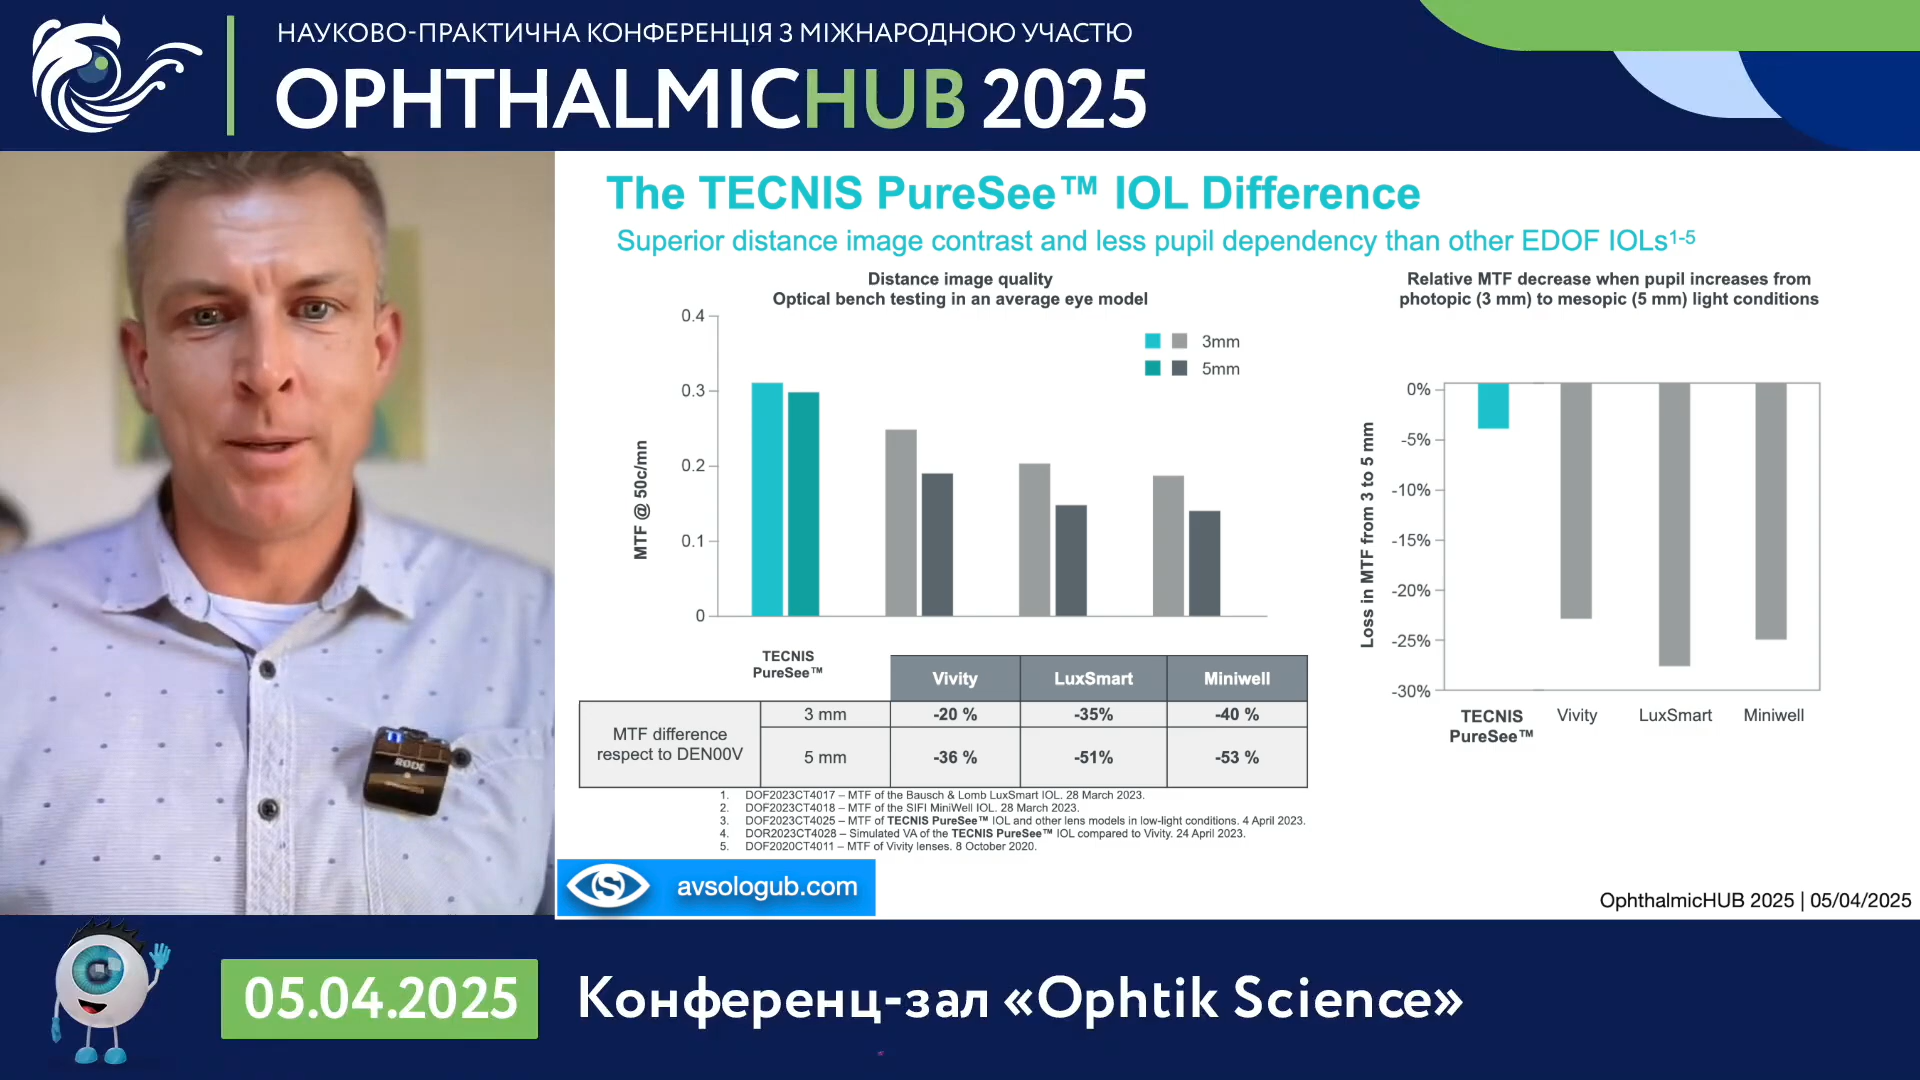 НАУКОВО-ПРАКТИЧНА КОНФЕРЕНЦІЯ З МІЖНАРОДНОЮ УЧАСТЮ
OPHTHALMICHUB 2025
The TECNIS PureSee™ IOL Difference
Superior distance image contrast and less pupil dependency than other EDOF IOLs¹⁻⁵
Distance image quality
Optical bench testing in an average eye model
MTF @ 50c/mn
0.4
0.3
0.2
0.1
0
3mm
5mm
TECNIS
PureSee™
Vivity LuxSmart Miniwell
MTF difference
respect to DEN00V
3 mm -20 % -35% -40 %
5 mm -36 % -51% -53 %
Relative MTF decrease when pupil increases from
photopic (3 mm) to mesopic (5 mm) light conditions
Loss in MTF from 3 to 5 mm
0%
-5%
-10%
-15%
-20%
-25%
-30%
TECNIS
PureSee™
Vivity
LuxSmart
Miniwell
1. DOF2023CT4017 – MTF of the Bausch & Lomb LuxSmart IOL. 28 March 2023.
2. DOF2023CT4018 – MTF of the SIFI MiniWell IOL. 28 March 2023.
3. DOF2023CT4025 – MTF of TECNIS PureSee™ IOL and other lens models in low-light conditions. 4 April 2023.
4. DOR2023CT4028 – Simulated VA of the TECNIS PureSee™ IOL compared to Vivity. 24 April 2023.
5. DOF2020CT4011 – MTF of Vivity lenses. 8 October 2020.
RODE
avsologub.com
OphthalmicHUB 2025 | 05/04/2025
05.04.2025
Конференц-зал «Ophtik Science»